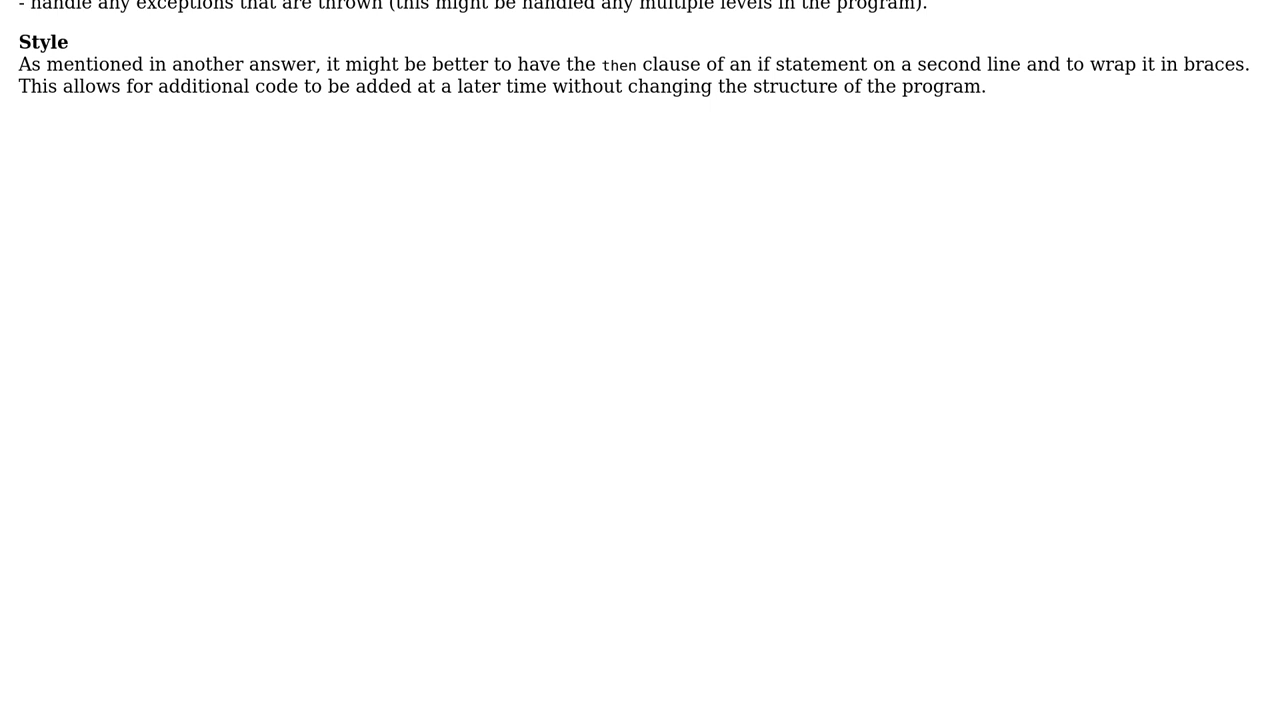 - handle any exceptions that are thrown (this might be handled any multiple levels in the program).
Style
As mentioned in another answer, it might be better to have the then clause of an if statement on a second line and to wrap it in braces.
This allows for additional code to be added at a later time without changing the structure of the program.